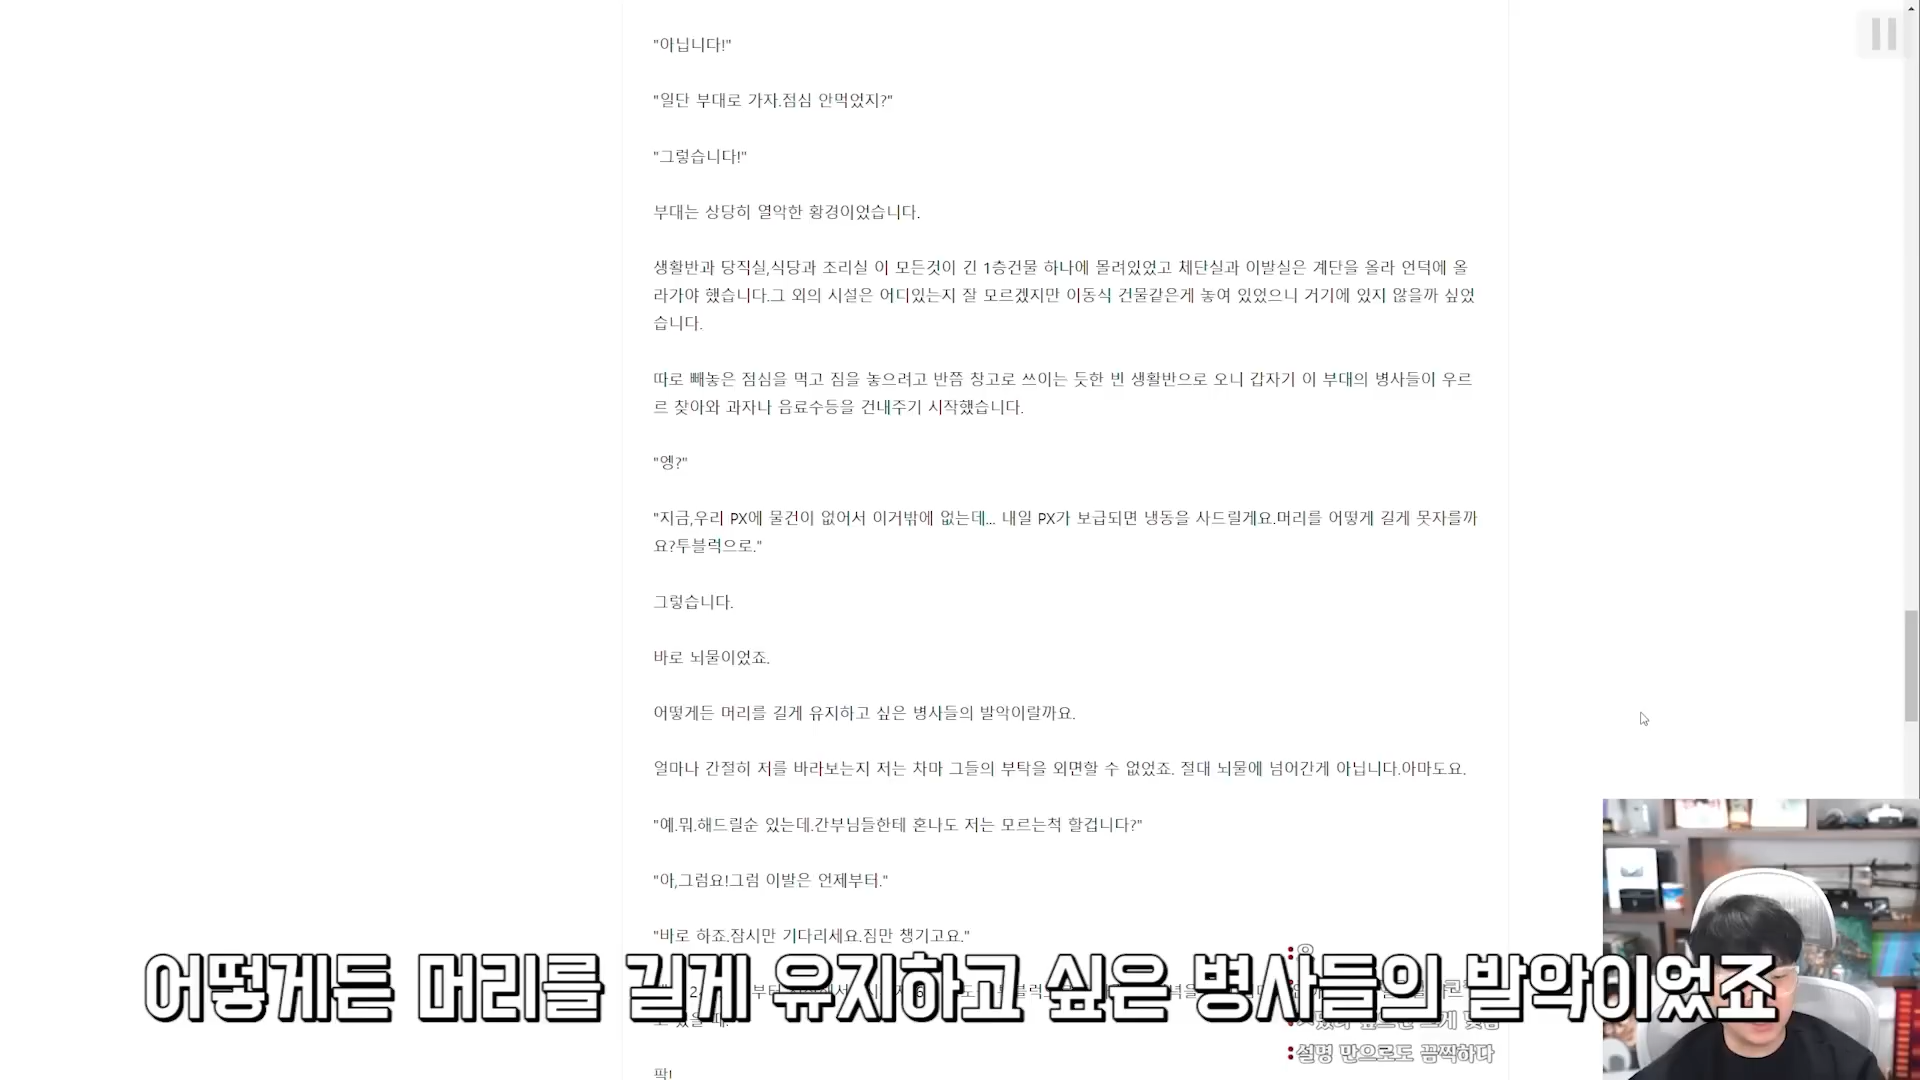 "아닙니다!"
"일단 부대로 가자.점심 안먹었지?"
"그렇습니다!"
부대는 상당히 열악한 황경이었습니다.
생활반과 당직실,식당과 조리실 이 모든것이 긴 1층건물 하나에 몰려있었고 체단실과 이발실은 계단을 올라 언덕에 올
라가야 했습니다.그 외의 시설은 어디있는지 잘 모르겠지만 이동식 건물같은게 놓여 있었으니 거기에 있지 않을까 싶었
습니다.
따로 빼놓은 점심을 먹고 짐을 놓으려고 반쯤 창고로 쓰이는 듯한 빈 생활반으로 오니 갑자기 이 부대의 병사들이 우르
르 찾아와 과자나 음료수등을 건내주기 시작했습니다.
"엥?"
"지금,우리 PX에 물건이 없어서 이거밖에 없는데... 내일 PX가 보급되면 냉동을 사드릴게요.머리를 어떻게 길게 못자를까
요?투블럭으로."
그렇습니다.
바로 뇌물이었죠.
어떻게든 머리를 길게 유지하고 싶은 병사들의 발악이랄까요.
얼마나 간절히 저를 바라보는지 저는 차마 그들의 부탁을 외면할 수 없었죠. 절대 뇌물에 넘어간게 아닙니다.아마도요.
"예.뭐.해드릴순 있는데.간부님들한테 혼나도 저는 모르는척 할겁니다?"
"아,그럼요!그럼 이발은 언제부터."
"바로 하죠.잠시만 기다리세요.짐만 챙기고요."
어떻게든 머리를 길게 유지하고 싶은 병사들의 발악이었죠
:설명 만으로도 끔찍하다
팍!